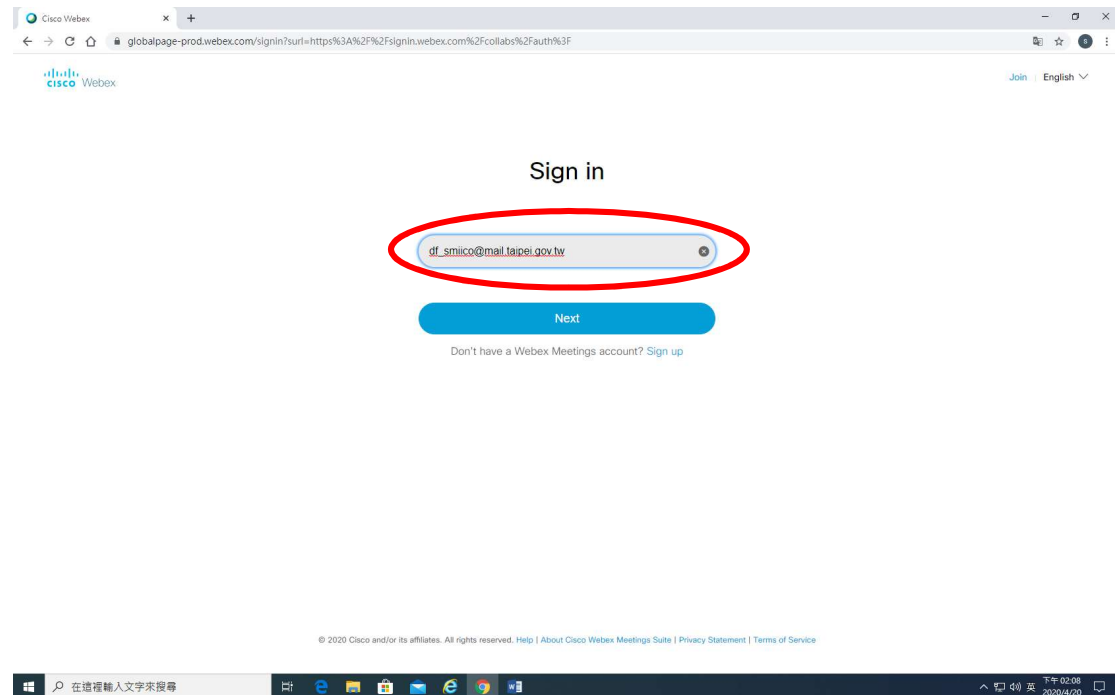 Cisco Webex
globalpage-prod.webex.com/signin?surl=https%3A%2F%2Fsignin.webex.com%2Fcollabs%2Fauth%3F
cisco Webex
Join English
Sign in
df_smiico@mail.taipei.gov.tw
Next
Don't have a Webex Meetings account? Sign up
© 2020 Cisco and/or its affiliates. All rights reserved. Help | About Cisco Webex Meetings Suite | Privacy Statement | Terms of Service
在這裡輸入文字來搜尋
英
下午 02:08
2020/4/20